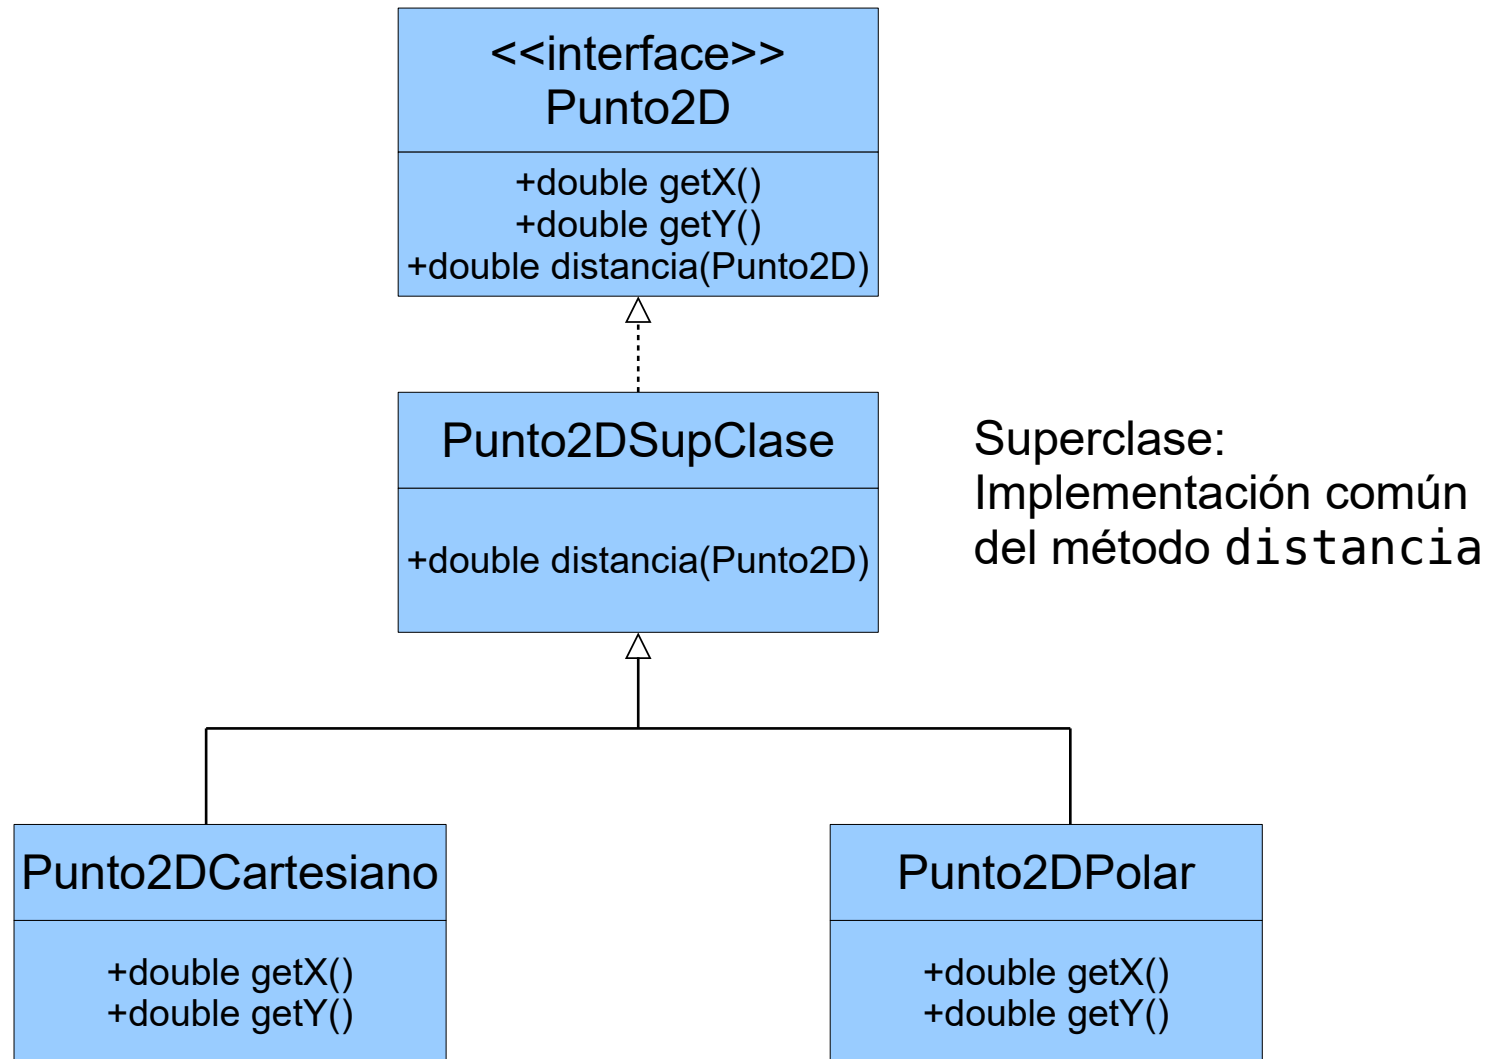 <<interface>>
Punto2D
+double getX()
+double getY()
+double distancia(Punto2D)
Punto2DSupClase
+double distancia(Punto2D)
Superclase:
Implementación común
del método distancia
Punto2DCartesiano
+double getX()
+double getY()
Punto2DPolar
+double getX()
+double getY()